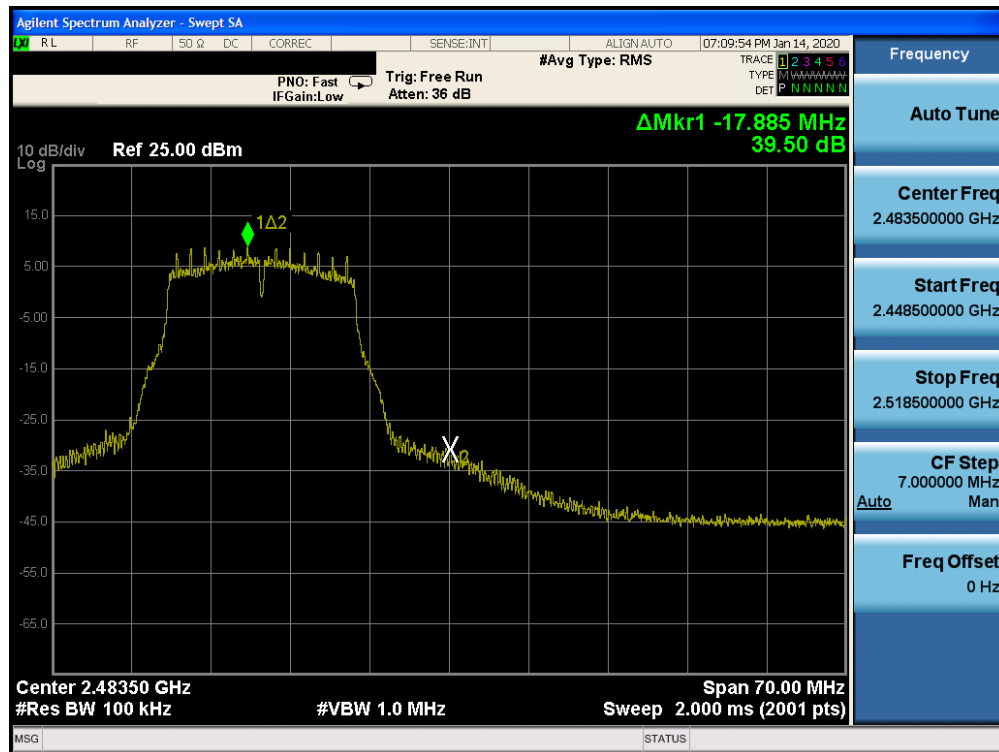 Agilent Spectrum Analyzer - Swept SA
LXI RL RF 50 Ω DC CORREC SENSE:INT ALIGN AUTO 07:09:54 PM Jan 14, 2020
#Avg Type: RMS TRACE 1 2 3 4 5 6
PNO: Fast Trig: Free Run TYPE M WWWWW
IFGain:Low Atten: 36 dB DET P N N N N N
ΔMkr1 -17.885 MHz
39.50 dB
10 dB/div Ref 25.00 dBm
Log
1Δ2
15.0
5.00
-5.00
-15.0
-25.0
-35.0
-45.0
-55.0
-65.0
Center 2.48350 GHz Span 70.00 MHz
#Res BW 100 kHz #VBW 1.0 MHz Sweep 2.000 ms (2001 pts)
MSG STATUS
Frequency
Auto Tune
Center Freq
2.483500000 GHz
Start Freq
2.448500000 GHz
Stop Freq
2.518500000 GHz
CF Step
7.000000 MHz
Auto Man
Freq Offset
0 Hz